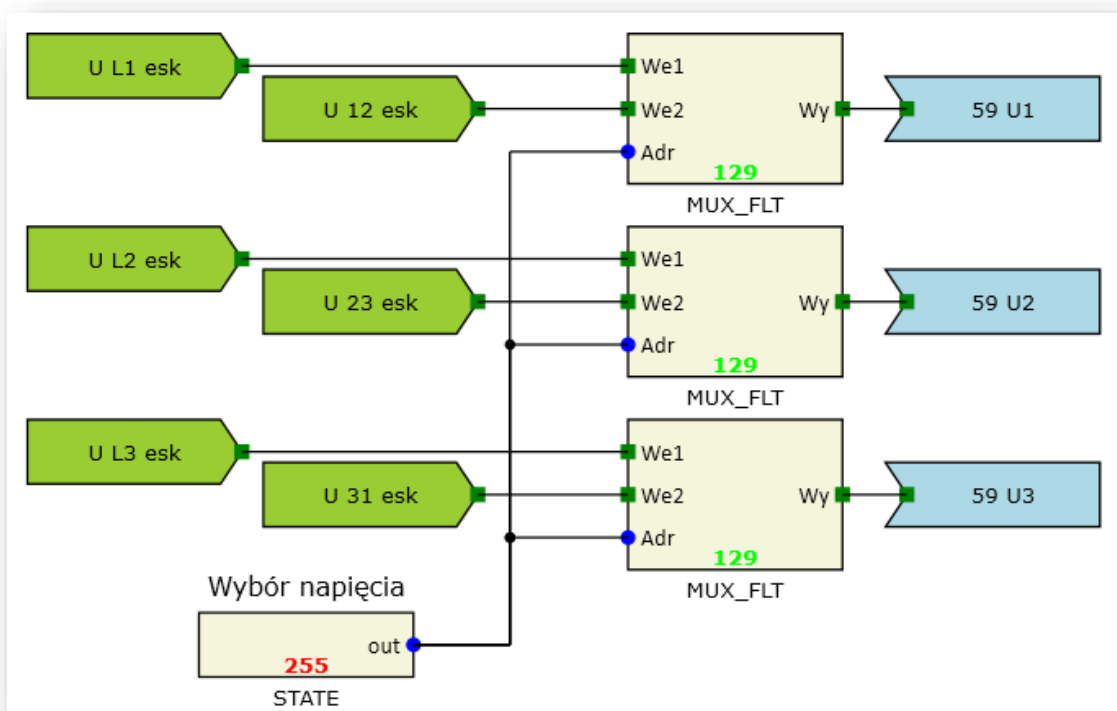 U L1 esk
U 12 esk
We1
We2
Adr
Wy
129
MUX_FLT
59 U1
U L2 esk
U 23 esk
We1
We2
Adr
Wy
129
MUX_FLT
59 U2
U L3 esk
U 31 esk
We1
We2
Adr
Wy
129
MUX_FLT
59 U3
Wybór napięcia
out
255
STATE